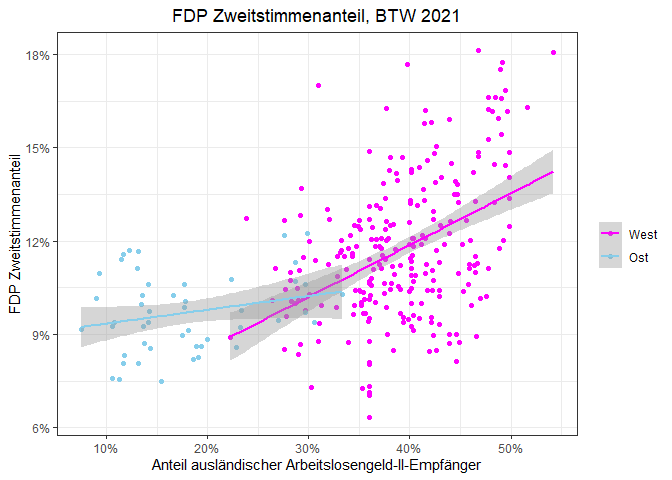 FDP Zweitstimmenanteil, BTW 2021
FDP Zweitstimmenanteil
18%
15%
12%
9%
6%
10%
20%
30%
40%
50%
Anteil ausländischer Arbeitslosengeld-II-Empfänger
West
Ost